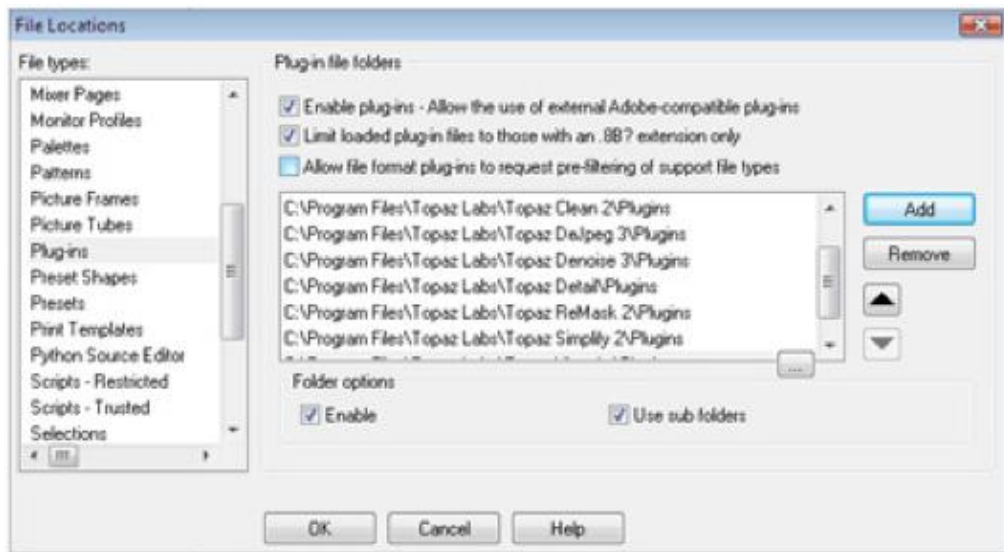 File Locations
File types:
Mixer Pages
Monitor Profiles
Palettes
Patterns
Picture Frames
Picture Tubes
Plug-ins
Preset Shapes
Presets
Print Templates
Python Source Editor
Scripts - Restricted
Scripts - Trusted
Selections
Plug-in file folders
Enable plug-ins - Allow the use of external Adobe-compatible plug-ins
Limit loaded plug-in files to those with an .8B? extension only
Allow file format plug-ins to request pre-filtering of support file types
C:\Program Files\Topaz Labs\Topaz Clean 2\Plugins
C:\Program Files\Topaz Labs\Topaz DeJpeg 3\Plugins
C:\Program Files\Topaz Labs\Topaz Denoise 3\Plugins
C:\Program Files\Topaz Labs\Topaz Detail\Plugins
C:\Program Files\Topaz Labs\Topaz ReMask 2\Plugins
C:\Program Files\Topaz Labs\Topaz Simplify 2\Plugins
...
Add
Remove
Folder options
Enable
Use sub folders
OK
Cancel
Help